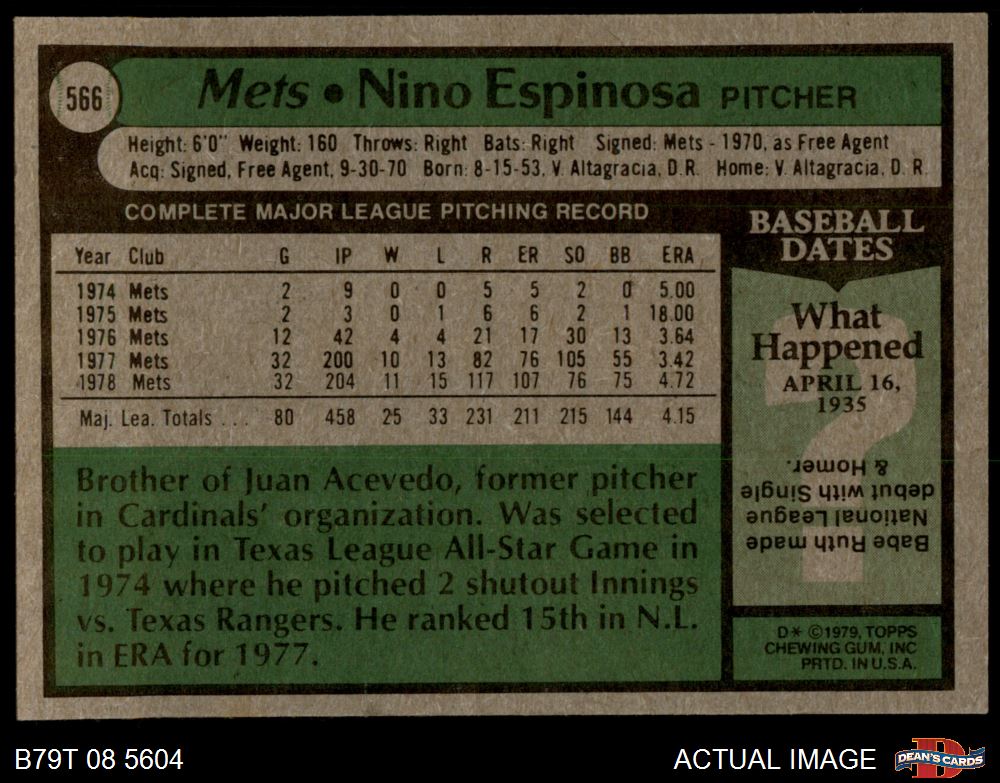 566
Mets • Nino Espinosa PITCHER
Height: 6'0" Weight: 160 Throws: Right Bats: Right Signed: Mets - 1970, as Free Agent
Acq: Signed, Free Agent, 9-30-70 Born: 8-15-53, V. Altagracia, D.R. Home: V. Altagracia, D. R.
COMPLETE MAJOR LEAGUE PITCHING RECORD
Year Club G IP W L R ER SO BB ERA
1974 Mets 2 9 0 0 5 5 2 0 5.00
1975 Mets 2 3 0 1 6 6 2 1 18.00
1976 Mets 12 42 4 4 21 17 30 13 3.64
1977 Mets 32 200 10 13 82 76 105 55 3.42
1978 Mets 32 204 11 15 117 107 76 75 4.72
Maj. Lea. Totals . . . 80 458 25 33 231 211 215 144 4.15
Brother of Juan Acevedo, former pitcher
in Cardinals' organization. Was selected
to play in Texas League All-Star Game in
1974 where he pitched 2 shutout Innings
vs. Texas Rangers. He ranked 15th in N.L.
in ERA for 1977.
BASEBALL
DATES
What
Happened
APRIL 16,
1935
?
Babe Ruth made
National League
debut with Single
& Homer.
D* ©1979, TOPPS
CHEWING GUM, INC
PRTD. IN U.S.A.
B79T 08 5604
ACTUAL IMAGE
D
DEAN'S CARDS